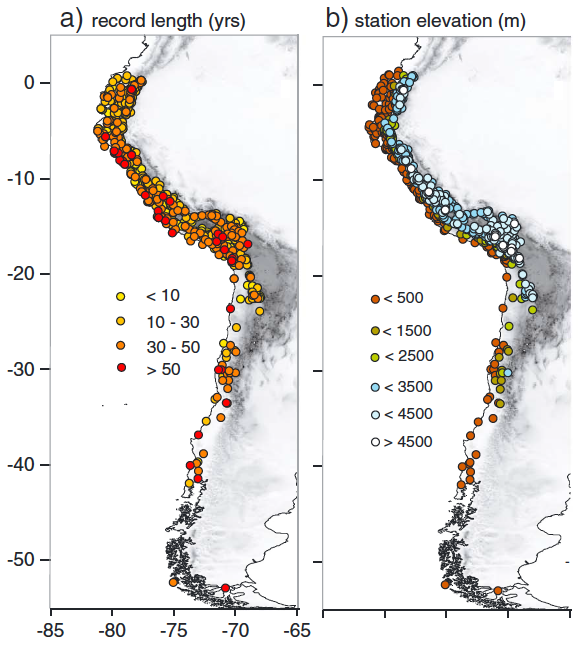 a) record length (yrs)
b) station elevation (m)
0
-10
-20
-30
-40
-50
< 10
10 - 30
30 - 50
> 50
< 500
< 1500
< 2500
< 3500
< 4500
> 4500
-85 -80 -75 -70 -65